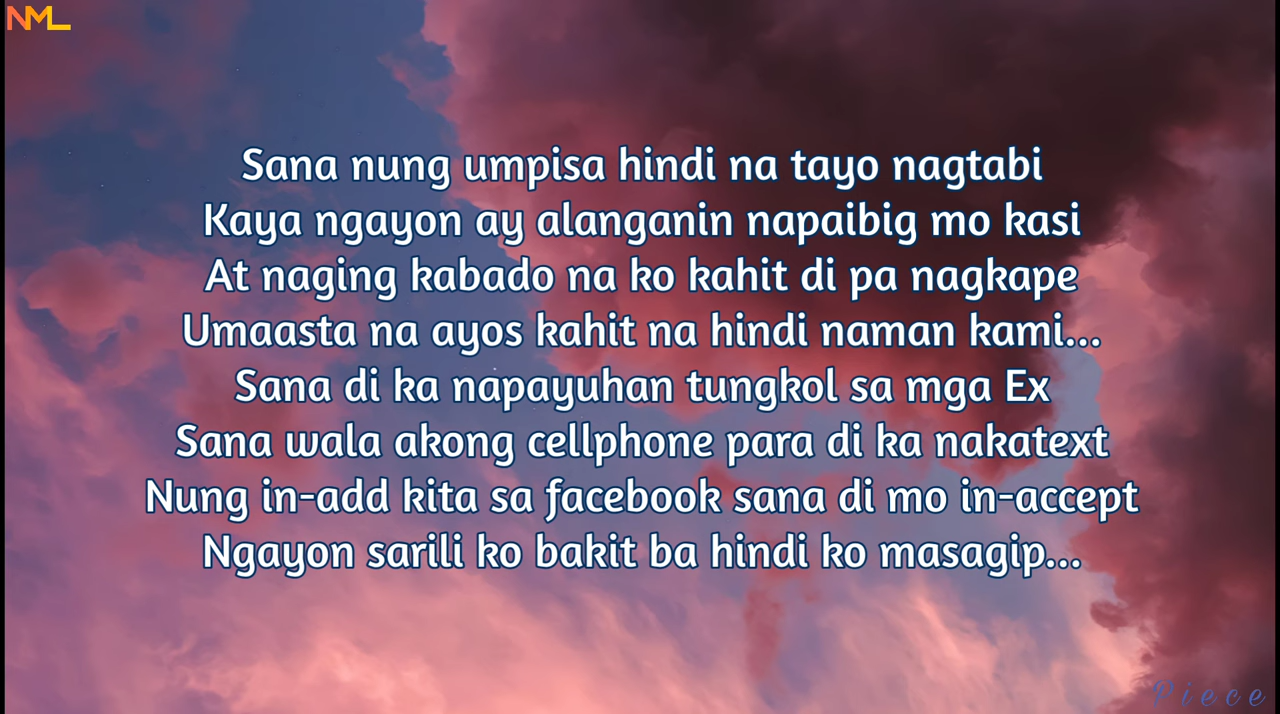 NML
Sana nung umpisa hindi na tayo nagtabi
Kaya ngayon ay alanganin napaibig mo kasi
At naging kabado na ko kahit di pa nagkape
Umaasta na ayos kahit na hindi naman kami...
Sana di ka napayuhan tungkol sa mga Ex
Sana wala akong cellphone para di ka nakatext
Nung in-add kita sa facebook sana di mo in-accept
Ngayon sarili ko bakit ba hindi ko masagip...
Piece